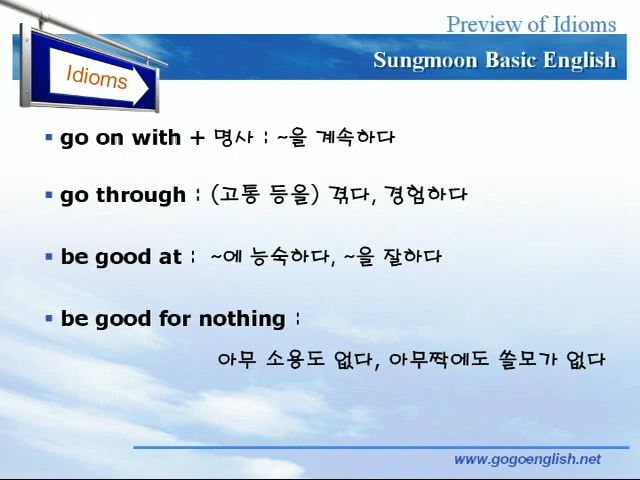 Preview of Idioms
Sungmoon Basic English
Idioms
go on with + 명사 : ~을 계속하다
go through : (고통 등을) 겪다, 경험하다
be good at : ~에 능숙하다, ~을 잘하다
be good for nothing :
아무 소용도 없다, 아무짝에도 쓸모가 없다
www.gogoenglish.net